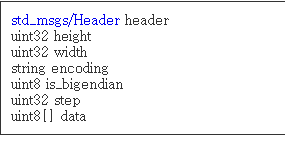 std_msgs/Header header
uint32 height
uint32 width
string encoding
uint8 is_bigendian
uint32 step
uint8[] data